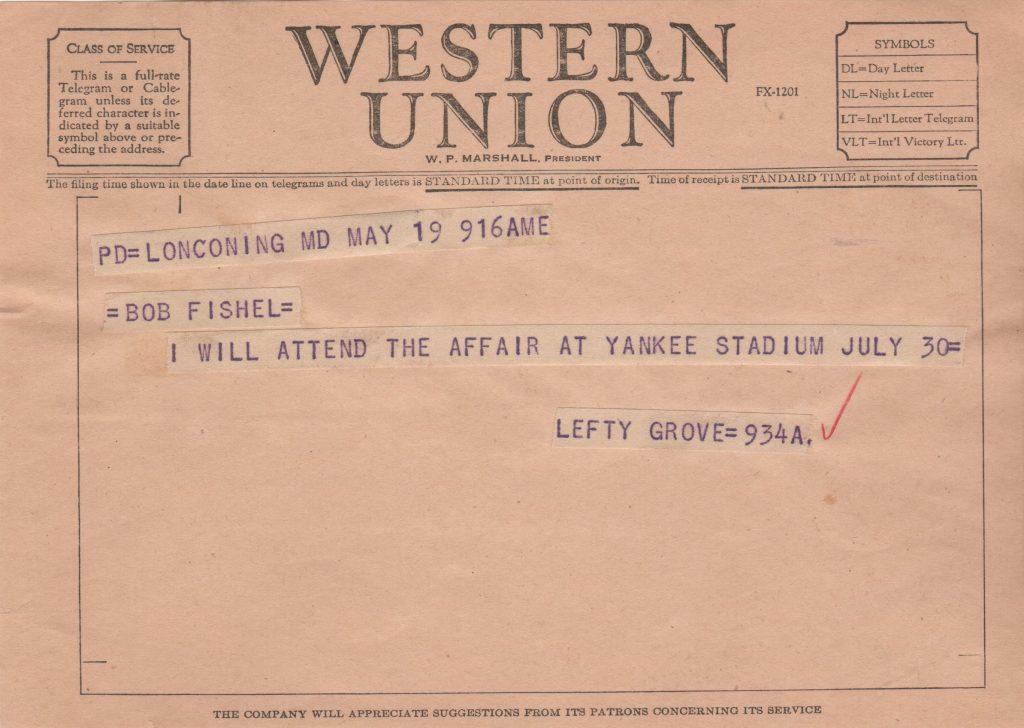 CLASS OF SERVICE
This is a full-rate
Telegram or Cable-
gram unless its de-
ferred character is in-
dicated by a suitable
symbol above or pre-
ceding the address.
WESTERN
UNION
W. P. MARSHALL, PRESIDENT
FX-1201
SYMBOLS
DL=Day Letter
NL=Night Letter
LT=Int'l Letter Telegram
VLT=Int'l Victory Ltr.
The filing time shown in the date line on telegrams and day letters is STANDARD TIME at point of origin. Time of receipt is STANDARD TIME at point of destination
PD=LONCONING MD MAY 19 916AME
=BOB FISHEL=
I WILL ATTEND THE AFFAIR AT YANKEE STADIUM JULY 30=
LEFTY GROVE=934A.
THE COMPANY WILL APPRECIATE SUGGESTIONS FROM ITS PATRONS CONCERNING ITS SERVICE